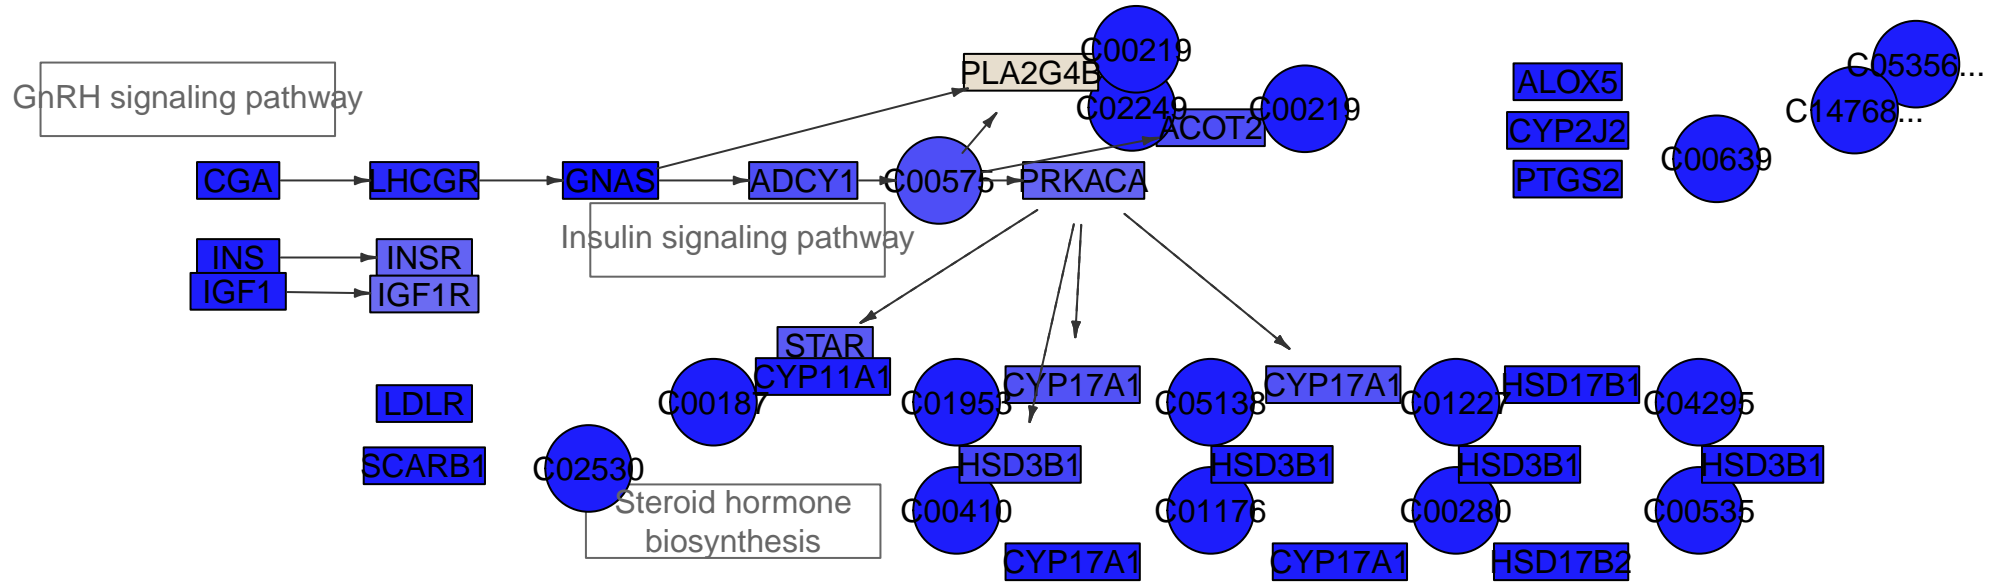 C00219
C05356...
PLA2G4B
ALOX5
GnRH signaling pathway
C02249
C00219
C14768...
ACOT2
CYP2J2
C00639
CGA
LHCGR
GNAS
ADCY1
C00575
PRKACA
PTGS2
Insulin signaling pathway
INS
INSR
IGF1
IGF1R
STAR
CYP11A1
CYP17A1
CYP17A1
HSD17B1
LDLR
C00187
C01953
C05138
C01227
C04295
SCARB1
C02530
HSD3B1
HSD3B1
HSD3B1
HSD3B1
Steroid hormone
biosynthesis
C00410
C01176
C00280
C00535
CYP17A1
CYP17A1
HSD17B2